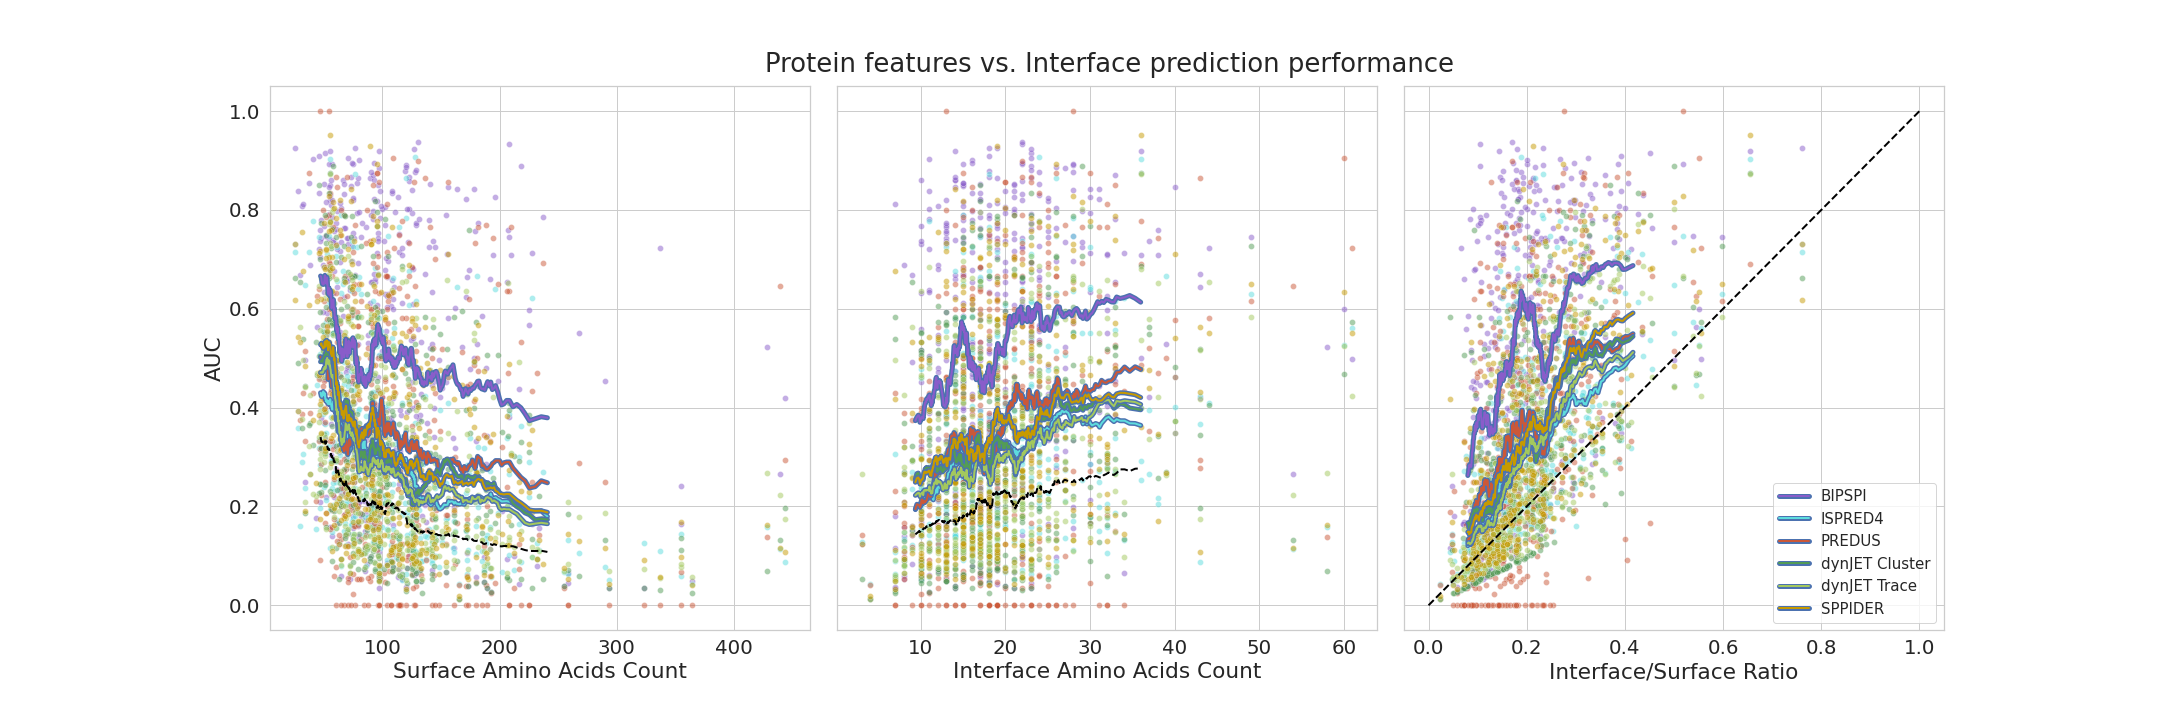 Protein features vs. Interface prediction performance
AUC
1.0
0.8
0.6
0.4
0.2
0.0
100 200 300 400
Surface Amino Acids Count
10 20 30 40 50 60
Interface Amino Acids Count
0.0 0.2 0.4 0.6 0.8 1.0
Interface/Surface Ratio
BIPSPI
ISPRED4
PREDUS
dynJET Cluster
dynJET Trace
SPPIDER